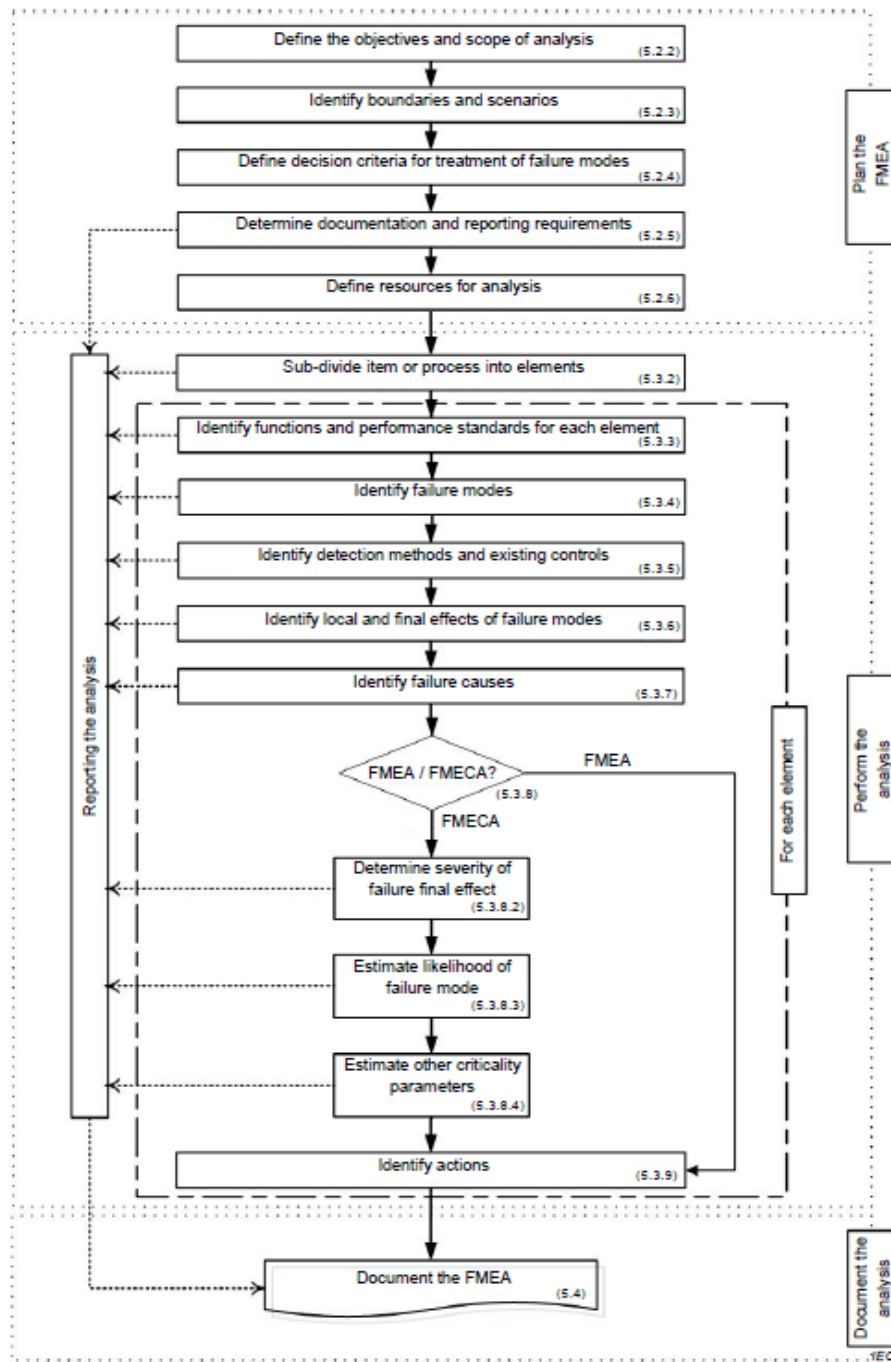 Define the objectives and scope of analysis
(5.2.2)
Identify boundaries and scenarios
(5.2.3)
Define decision criteria for treatment of failure modes
(5.2.4)
Determine documentation and reporting requirements
(5.2.5)
Define resources for analysis
(5.2.6)
Plan the
FMEA
Sub-divide item or process into elements
(5.3.2)
Identify functions and performance standards for each element
(5.3.3)
Identify failure modes
(5.3.4)
Identify detection methods and existing controls
(5.3.5)
Identify local and final effects of failure modes
(5.3.6)
Identify failure causes
(5.3.7)
FMEA / FMECA?
(5.3.8)
FMEA
FMECA
Determine severity of
failure final effect
(5.3.8.2)
Estimate likelihood of
failure mode
(5.3.8.3)
Estimate other criticality
parameters
(5.3.8.4)
Identify actions
(5.3.9)
Reporting the analysis
For each element
Perform the
analysis
Document the FMEA
(5.4)
Document the
analysis
IEC